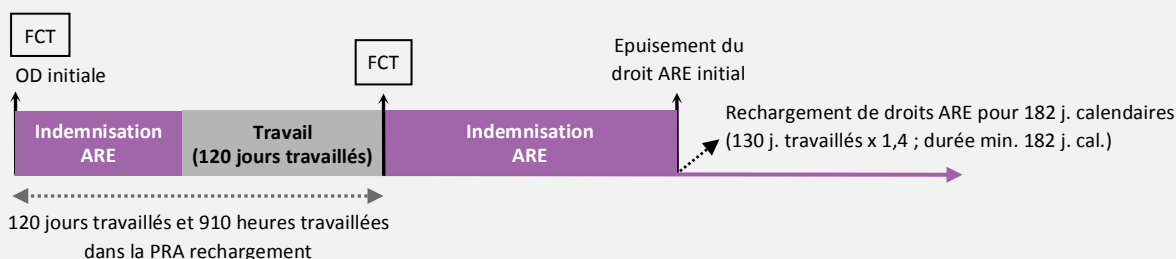 FCT
OD initiale
FCT
Epuisement du
droit ARE initial
Indemnisation
ARE
Travail
(120 jours travaillés)
Indemnisation
ARE
Rechargement de droits ARE pour 182 j. calendaires
(130 j. travaillés x 1,4 ; durée min. 182 j. cal.)
120 jours travaillés et 910 heures travaillées
dans la PRA rechargement